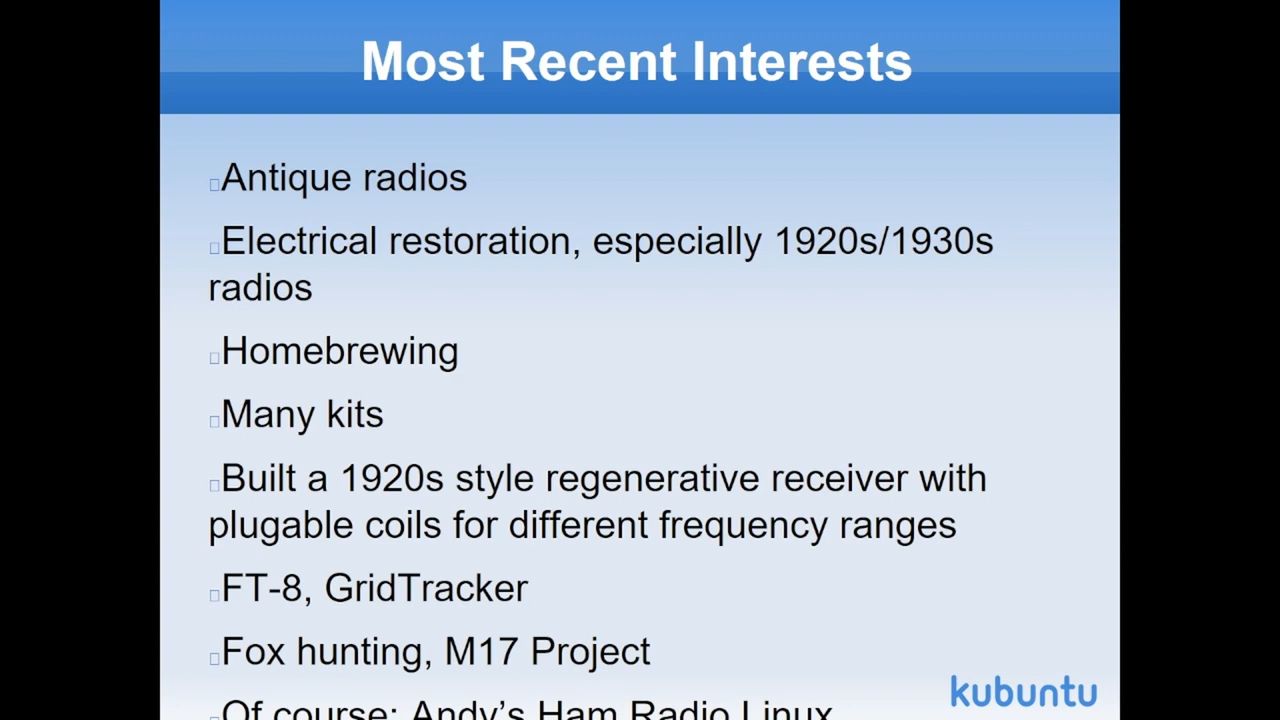 Most Recent Interests
Antique radios
Electrical restoration, especially 1920s/1930s
radios
Homebrewing
Many kits
Built a 1920s style regenerative receiver with
plugable coils for different frequency ranges
FT-8, GridTracker
Fox hunting, M17 Project
Of course: Andy's Ham Radio Linux
kubuntu